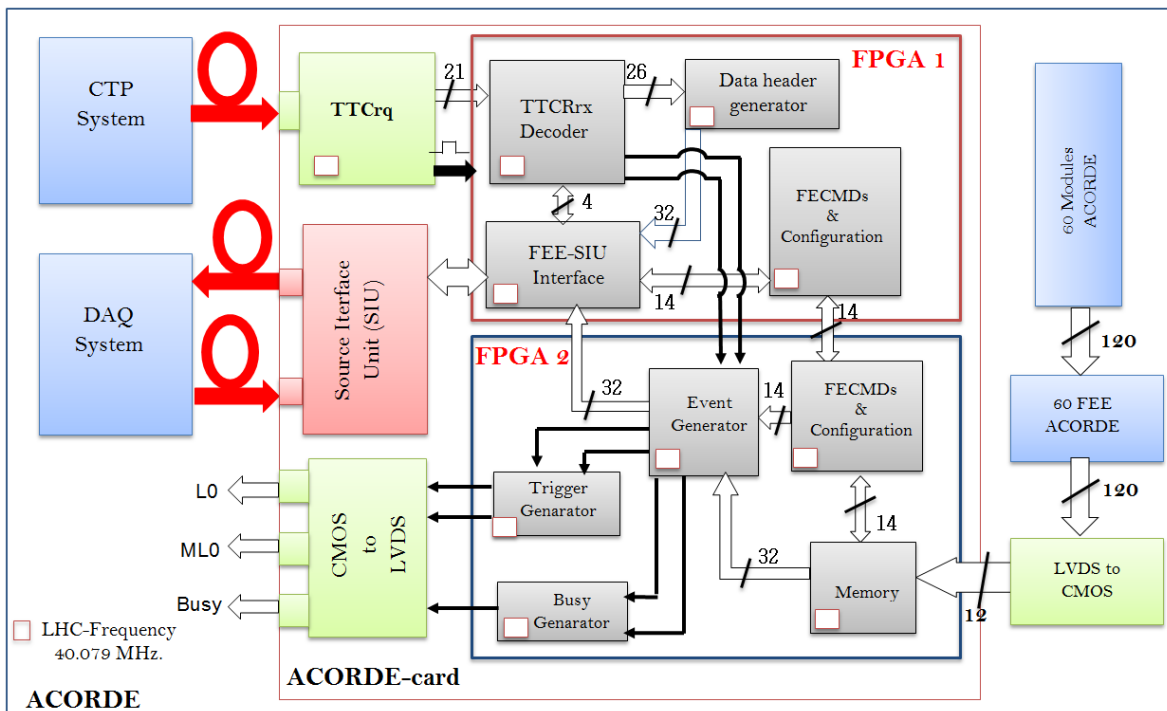 CTP
System
TTCrq
21
FPGA 1
TTCRrx
Decoder
26
Data header
generator
4
32
FEE-SIU
Interface
14
FECMDs
&
Configuration
14
60 Modules
ACORDE
120
60 FEE
ACORDE
120
LVDS to
CMOS
12
DAQ
System
Source Iterface
Unit (SIU)
FPGA 2
32
Event
Generator
14
FECMDs
&
Configuration
14
Trigger
Genarator
32
Memory
Busy
Genarator
CMOS
to
LVDS
L0
ML0
Busy
LHC-Frequency
40.079 MHz.
ACORDE-card
ACORDE